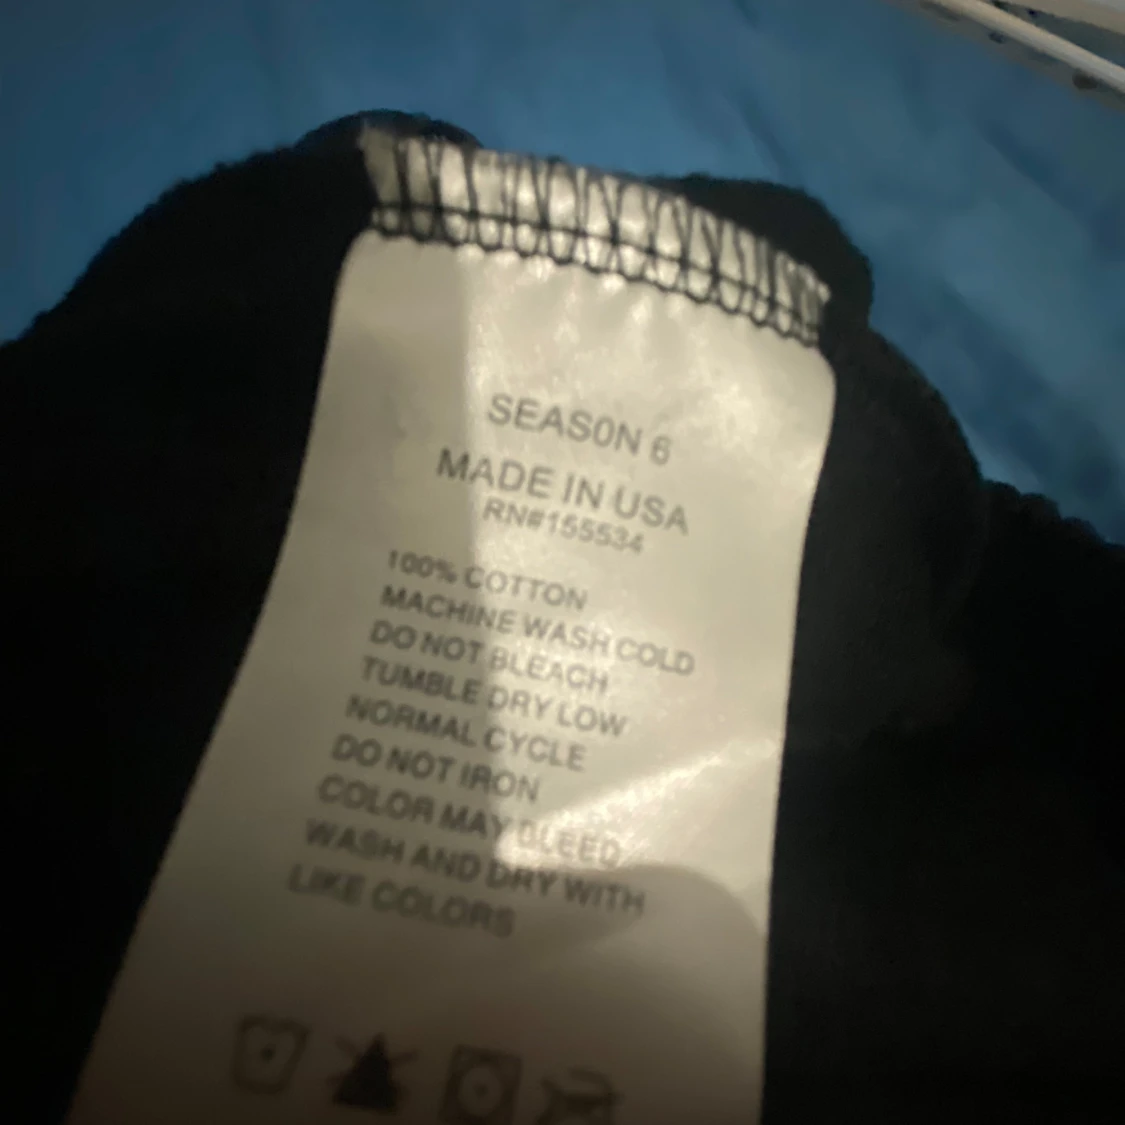 SEAS0N 6
MADE IN USA
RN#155534
100% COTTON
MACHINE WASH COLD
DO NOT BLEACH
TUMBLE DRY LOW
NORMAL CYCLE
DO NOT IRON
COLOR MAY BLEED
WASH AND DRY WITH
LIKE COLORS